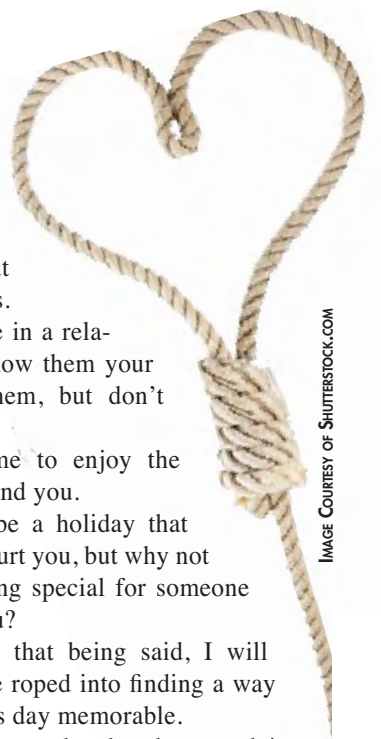 s.
e in a rela-
ow them your
hem, but don't
me to enjoy the
nd you.
be a holiday that
urt you, but why not
ng special for someone
u?
that being said, I will
e roped into finding a way
s day memorable.
IMAGE COURTESY OF SHUTTERSTOCK.COM